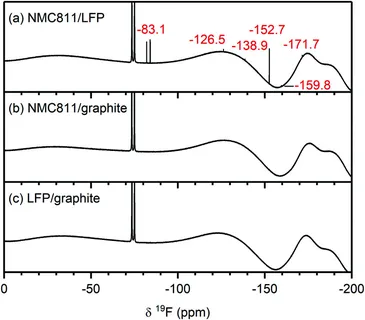 (a) NMC811/LFP
-83.1
-126.5
-138.9
-152.7
-171.7
-159.8
(b) NMC811/graphite
(c) LFP/graphite
0 -50 -100 -150 -200
δ ¹⁹F (ppm)